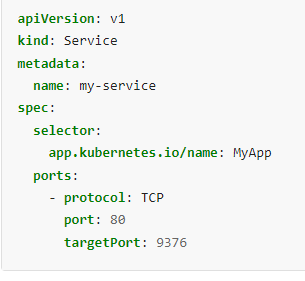 apiVersion: v1
kind: Service
metadata:
  name: my-service
spec:
  selector:
    app.kubernetes.io/name: MyApp
  ports:
    - protocol: TCP
      port: 80
      targetPort: 9376